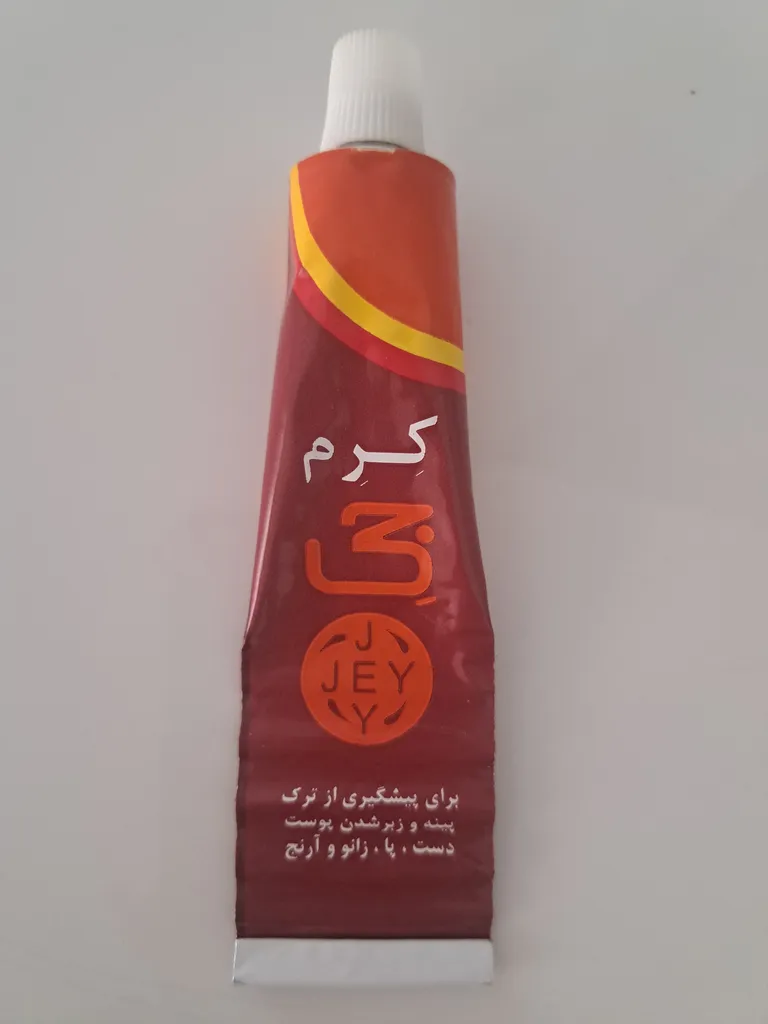 کِرِم
جِی
J
JEY
Y
برای پیشگیری از ترک
پینه و زبرشدن پوست
دست ، پا ، زانو و آرنج